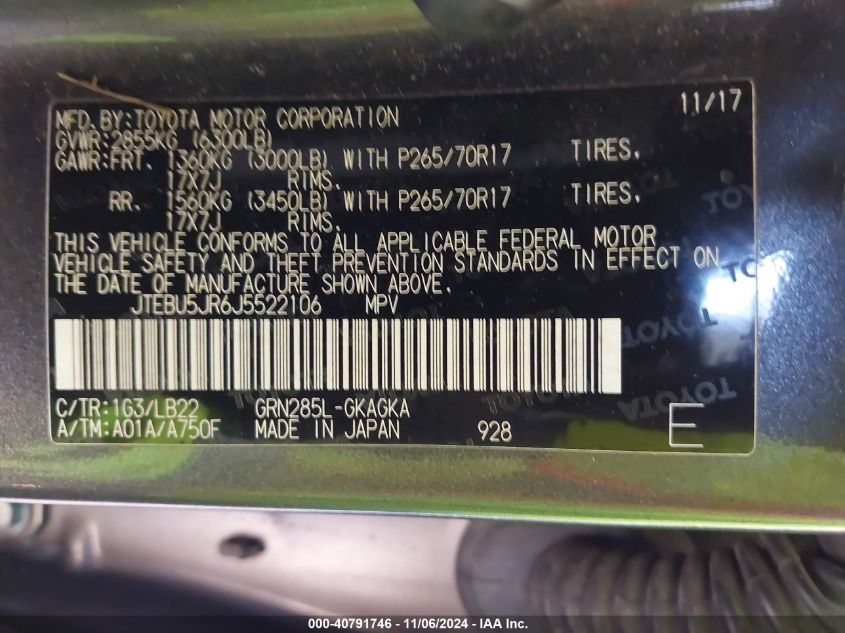 MFD.BY:TOYOTA MOTOR CORPORATION 11/17
GVWR:2855KG (6300LB)
GAWR:FRT. 1360KG (3000LB) WITH P265/70R17 TIRES.
17X7J RIMS.
RR. 1560KG (3450LB) WITH P265/70R17 TIRES.
17X7J RIMS.
THIS VEHICLE CONFORMS TO ALL APPLICABLE FEDERAL MOTOR
VEHICLE SAFETY AND THEFT PREVENTION STANDARDS IN EFFECT ON
THE DATE OF MANUFACTURE SHOWN ABOVE.
JTEBU5JR6J5522106 MPV
C/TR:1G3/LB22 GRN285L-GKAGKA
A/TM:A01A/A750F MADE IN JAPAN 928 E
TOYOTA
TOYOTA
TOYOTA
000-40791746 - 11/06/2024 - IAA Inc.